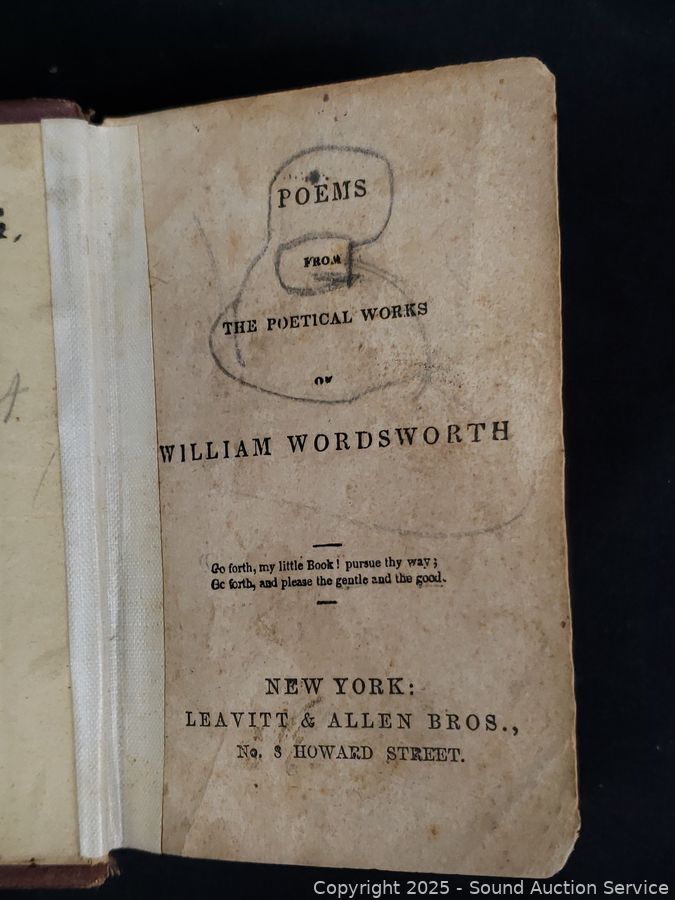 POEMS
FROM
THE POETICAL WORKS
OF
WILLIAM WORDSWORTH
Go forth, my little Book! pursue thy way;
Go forth, and please the gentle and the good.
NEW YORK:
LEAVITT & ALLEN BROS.,
No. 8 HOWARD STREET.
Copyright 2025 - Sound Auction Service